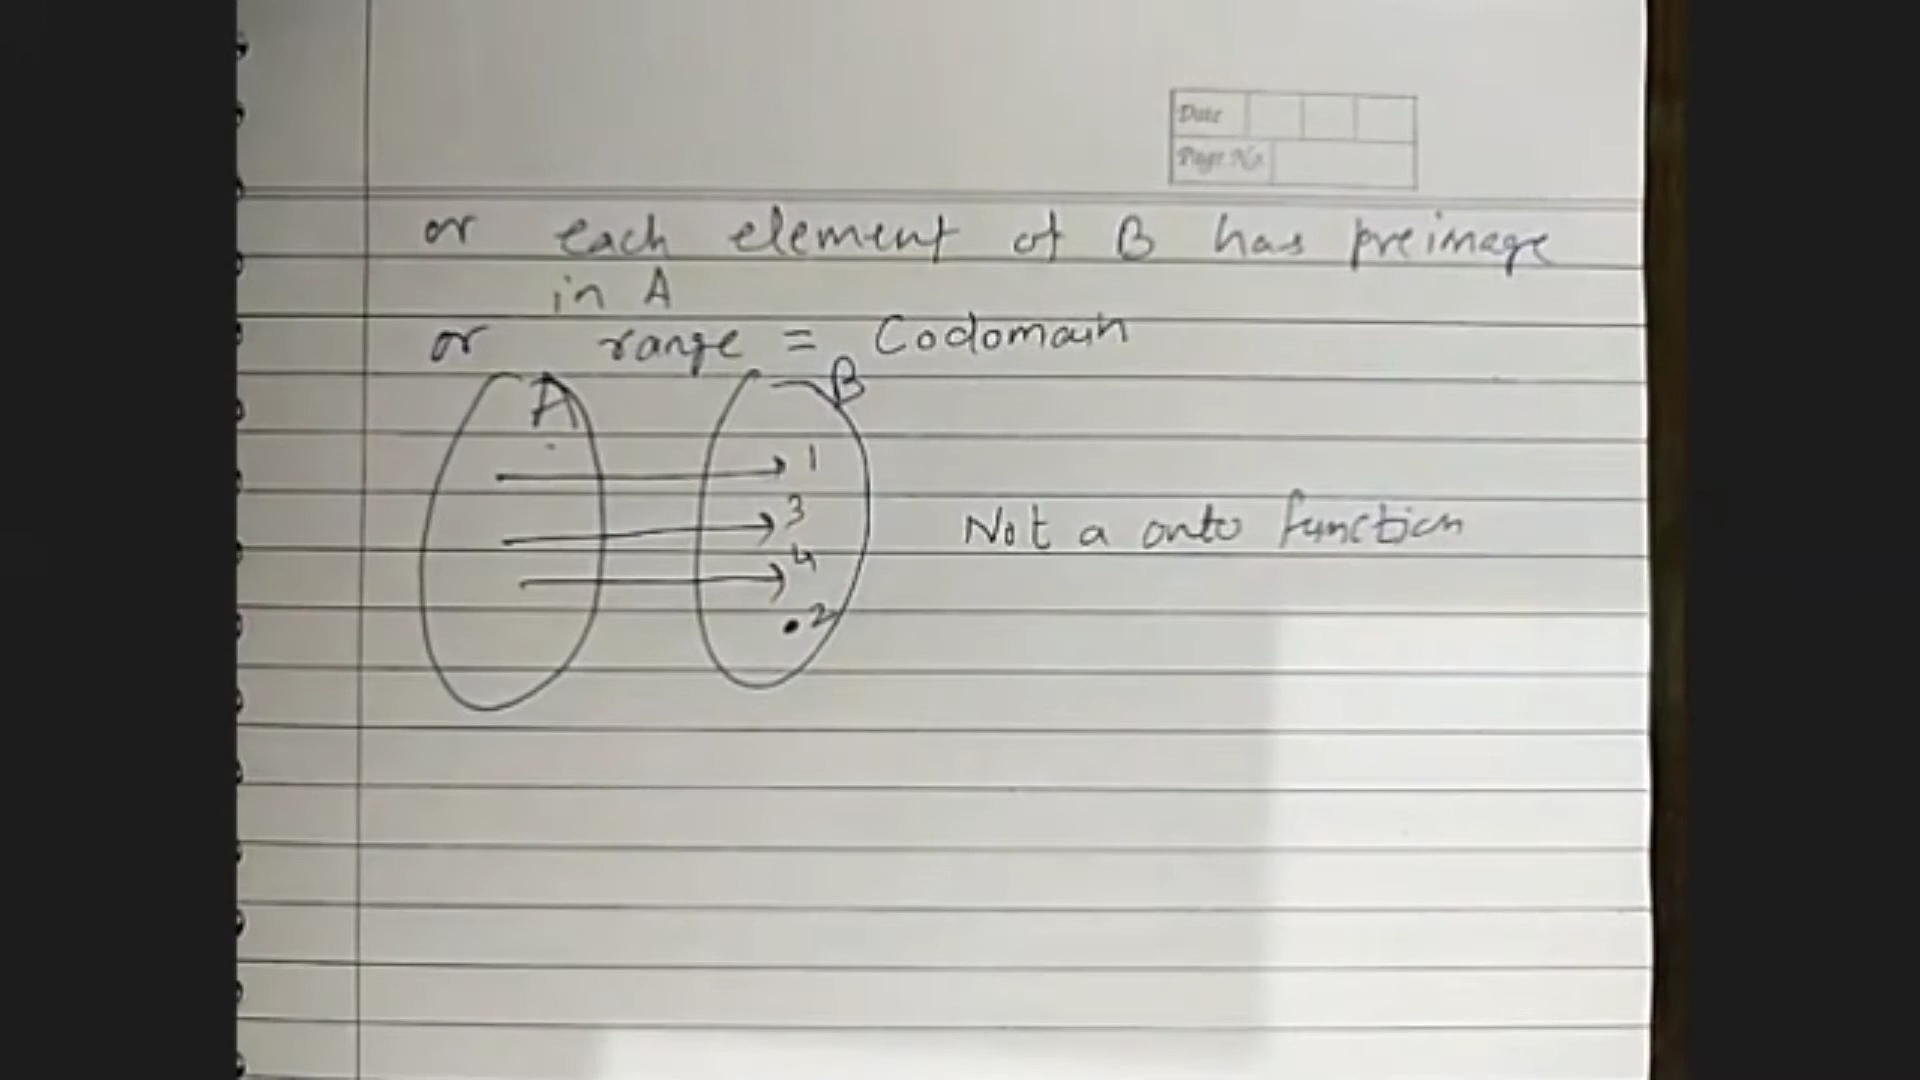 Date
Page No.
or each element of B has preimage
in A
or range = Codomain
A B
1
3
4
2
Not a onto function